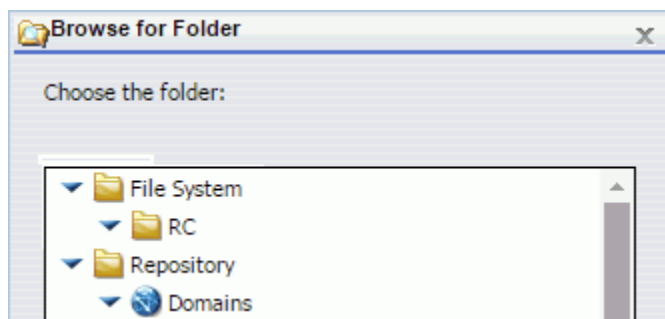 Browse for Folder
Choose the folder:
File System
RC
Repository
Domains